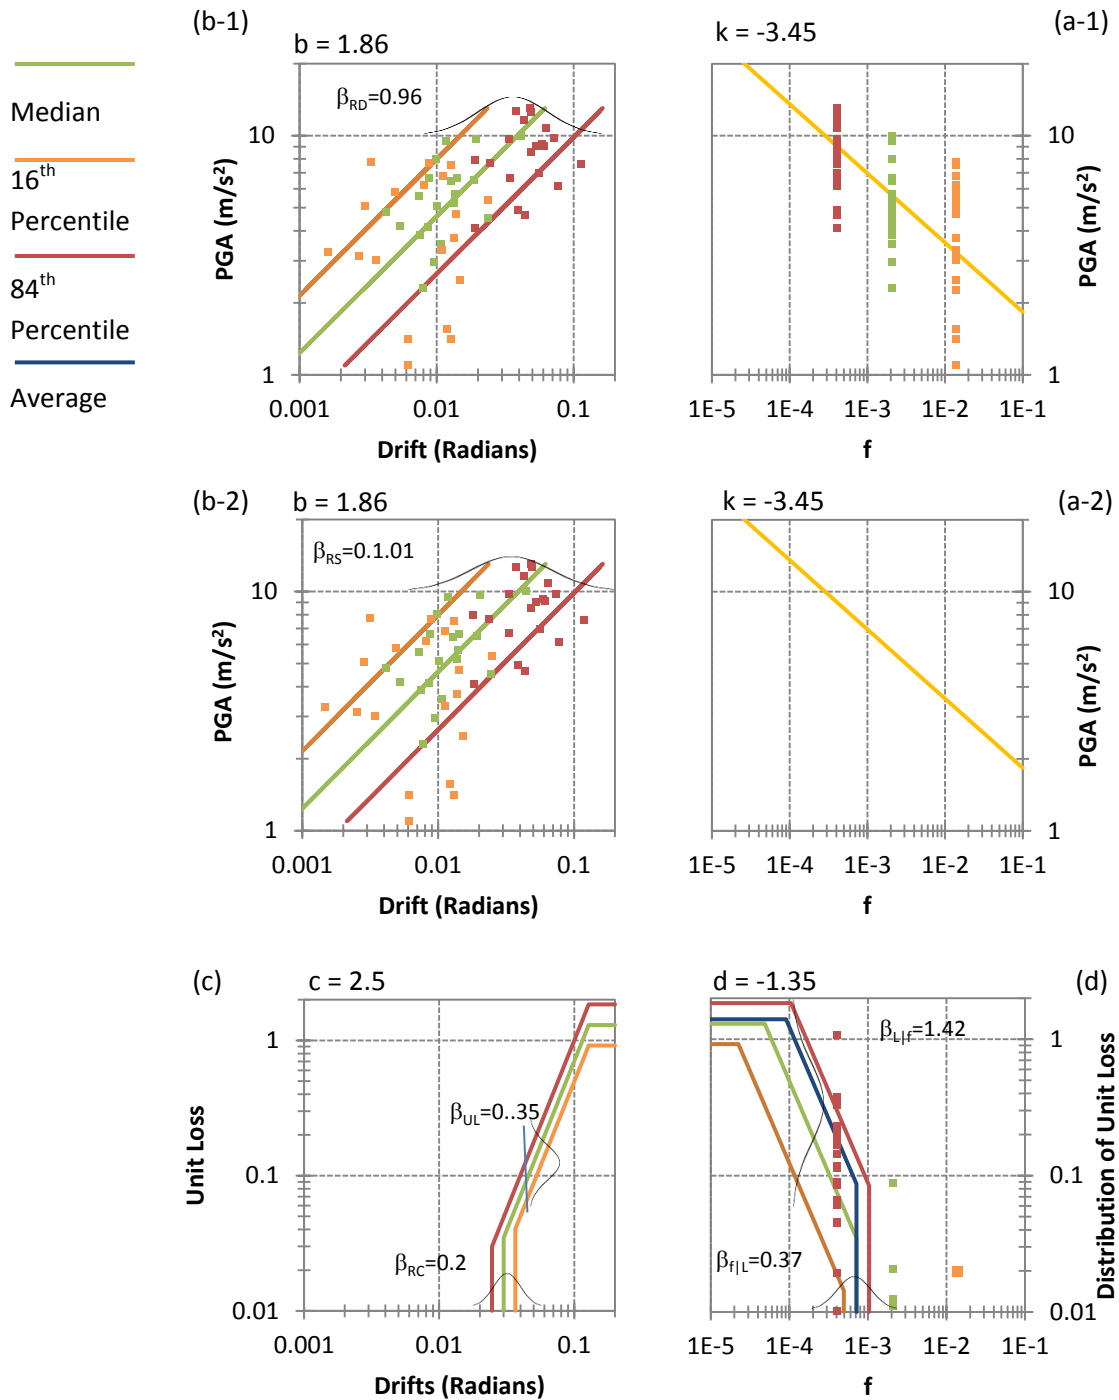 Median
16th
Percentile
84th
Percentile
Average
(b-1)
b = 1.86
βRD=0.96
PGA (m/s²)
10
1
0.001
0.01
0.1
Drift (Radians)
k = -3.45
(a-1)
10
1
PGA (m/s²)
1E-5
1E-4
1E-3
1E-2
1E-1
f
(b-2)
b = 1.86
βRS=0.1.01
PGA (m/s²)
10
1
0.001
0.01
0.1
Drift (Radians)
k = -3.45
(a-2)
10
1
PGA (m/s²)
1E-5
1E-4
1E-3
1E-2
1E-1
f
(c)
c = 2.5
βUL=0..35
βRC=0.2
Unit Loss
1
0.1
0.01
0.001
0.01
0.1
Drifts (Radians)
d = -1.35
(d)
βL|f=1.42
βf|L=0.37
1
0.1
0.01
Distribution of Unit Loss
1E-5
1E-4
1E-3
1E-2
1E-1
f